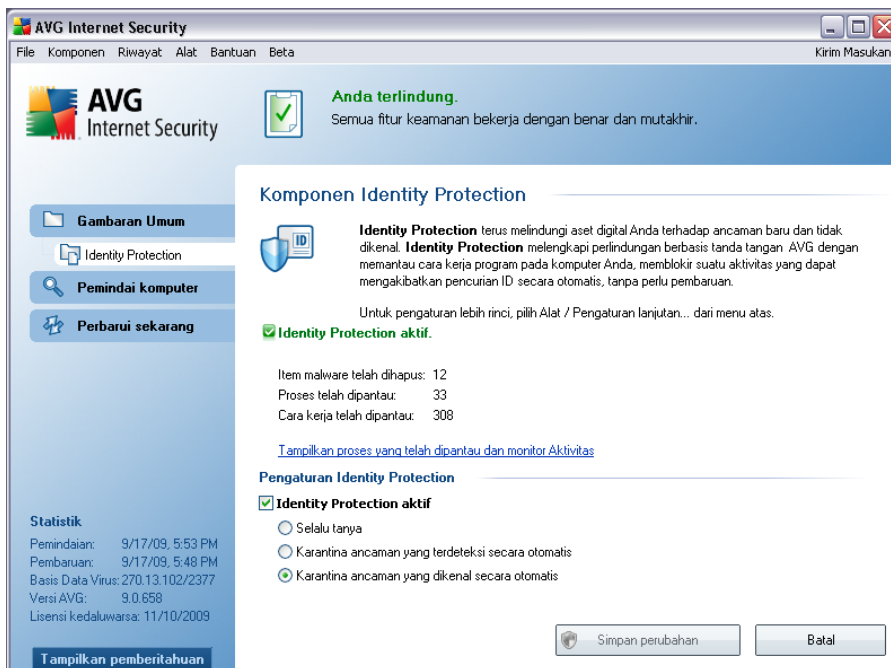 AVG Internet Security
File Komponen Riwayat Alat Bantuan Beta Kirim Masukan
AVG
Internet Security
Anda terlindung.
Semua fitur keamanan bekerja dengan benar dan mutakhir.
Gambaran Umum
Identity Protection
Pemindai komputer
Perbarui sekarang
Komponen Identity Protection
ID
Identity Protection terus melindungi aset digital Anda terhadap ancaman baru dan tidak
dikenal. Identity Protection melengkapi perlindungan berbasis tanda tangan AVG dengan
memantau cara kerja program pada komputer Anda, memblokir suatu aktivitas yang dapat
mengakibatkan pencurian ID secara otomatis, tanpa perlu pembaruan.
Untuk pengaturan lebih rinci, pilih Alat / Pengaturan lanjutan... dari menu atas.
Identity Protection aktif.
Item malware telah dihapus: 12
Proses telah dipantau: 33
Cara kerja telah dipantau: 308
Tampilkan proses yang telah dipantau dan monitor Aktivitas
Pengaturan Identity Protection
Identity Protection aktif
Selalu tanya
Karantina ancaman yang terdeteksi secara otomatis
Karantina ancaman yang dikenal secara otomatis
Simpan perubahan
Batal
Statistik
Pemindaian: 9/17/09, 5:53 PM
Pembaruan: 9/17/09, 5:48 PM
Basis Data Virus: 270.13.102/2377
Versi AVG: 9.0.658
Lisensi kedaluwarsa: 11/10/2009
Tampilkan pemberitahuan